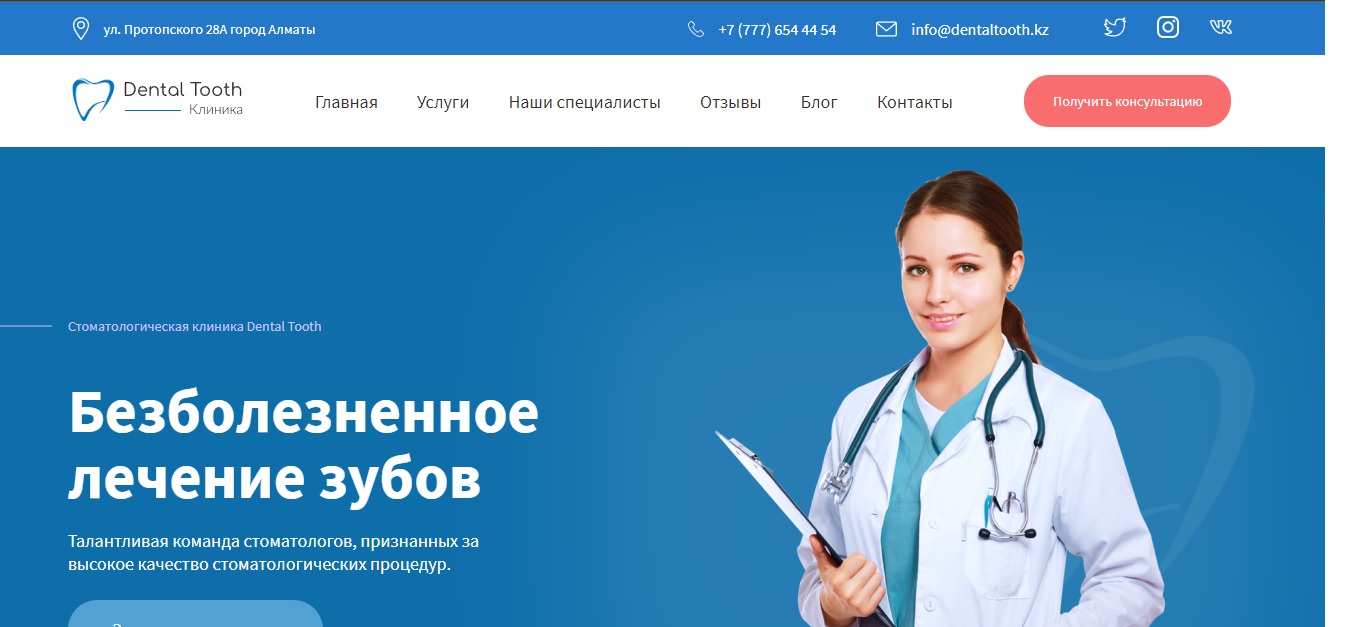 ул. Протопского 28А город Алматы
+7 (777) 654 44 54
info@dentaltooth.kz
Dental Tooth
Клиника
Главная
Услуги
Наши специалисты
Отзывы
Блог
Контакты
Получить консультацию
Стоматологическая клиника Dental Tooth
Безболезненное
лечение зубов
Талантливая команда стоматологов, признанных за
высокое качество стоматологических процедур.